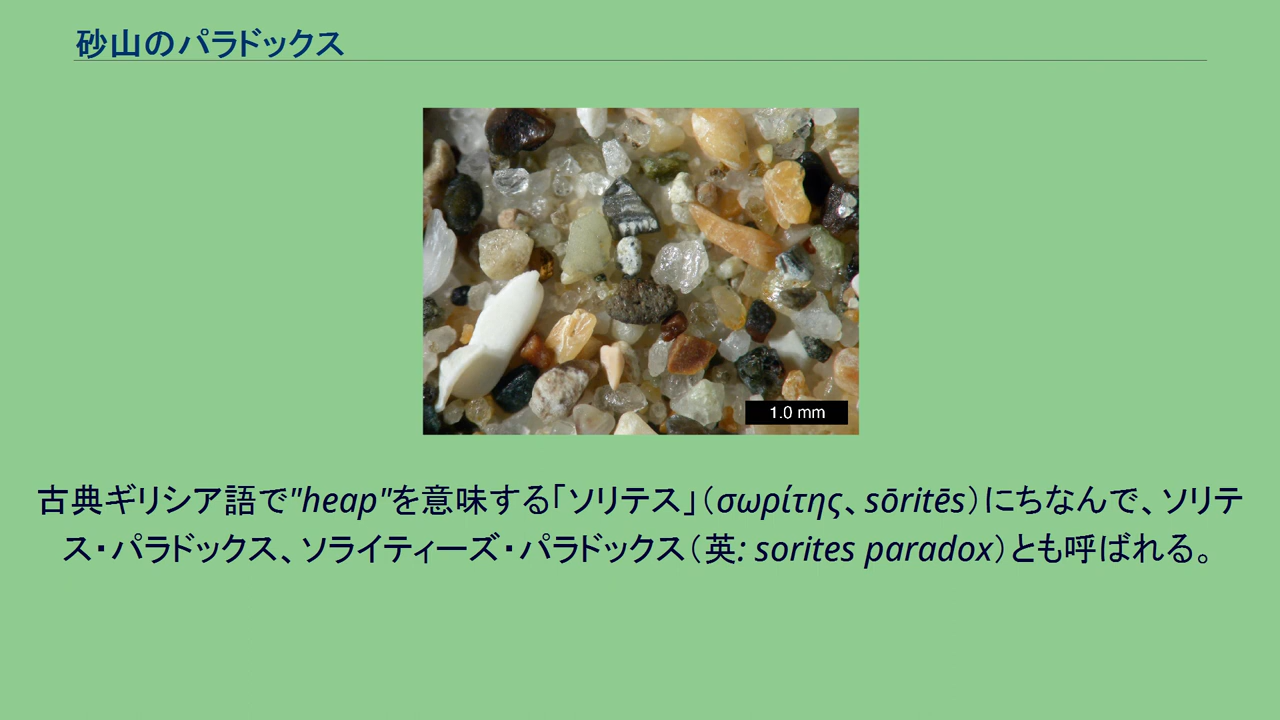 砂山のパラドックス
1.0 mm
古典ギリシア語で"heap"を意味する「ソリテス」（σωρίτης、sōritēs）にちなんで、ソリテ
ス・パラドックス、ソライティーズ・パラドックス（英: sorites paradox）とも呼ばれる。